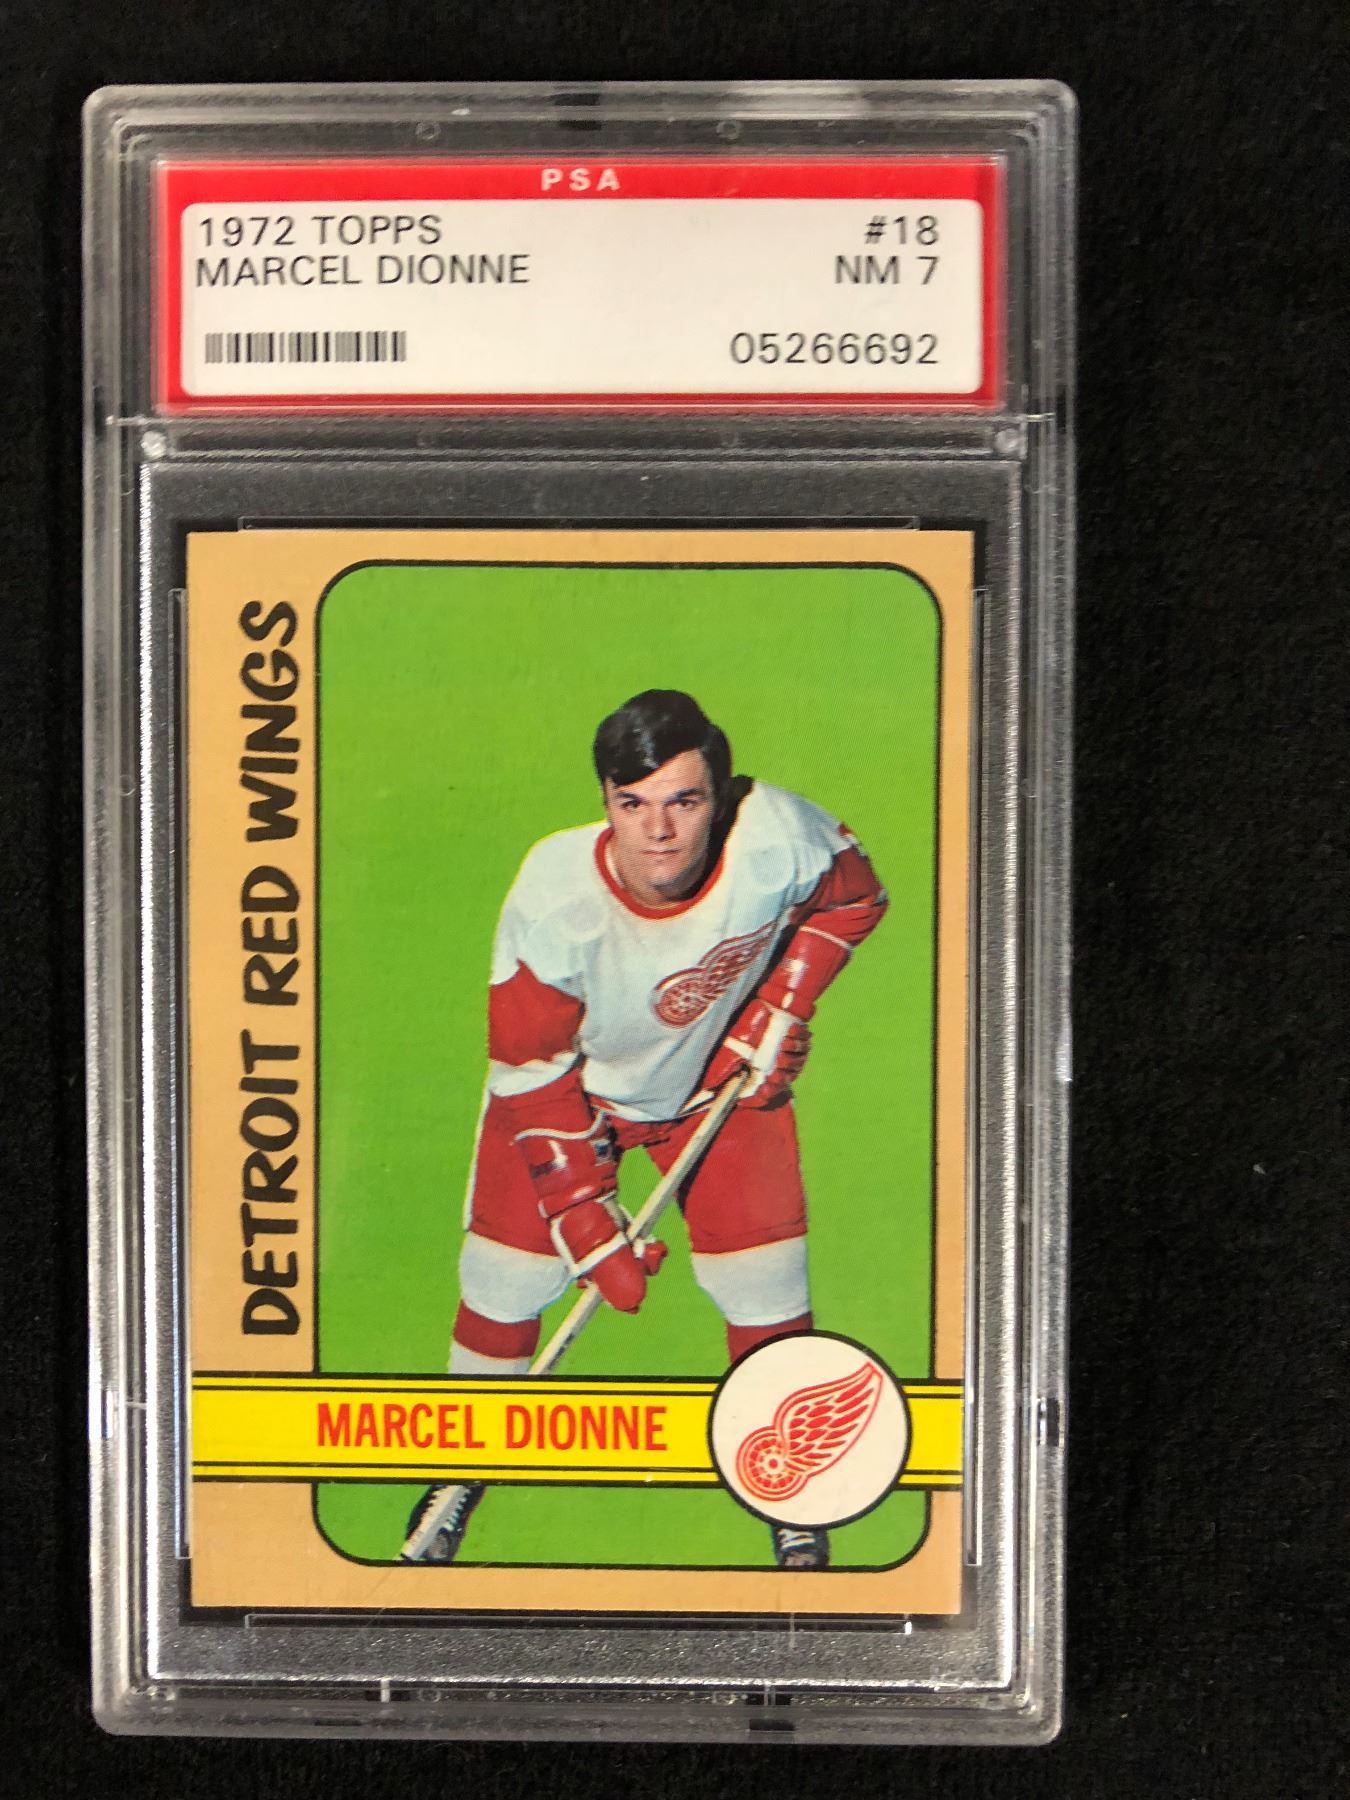 PSA
1972 TOPPS #18
MARCEL DIONNE NM 7
05266692
DETROIT RED WINGS
MARCEL DIONNE